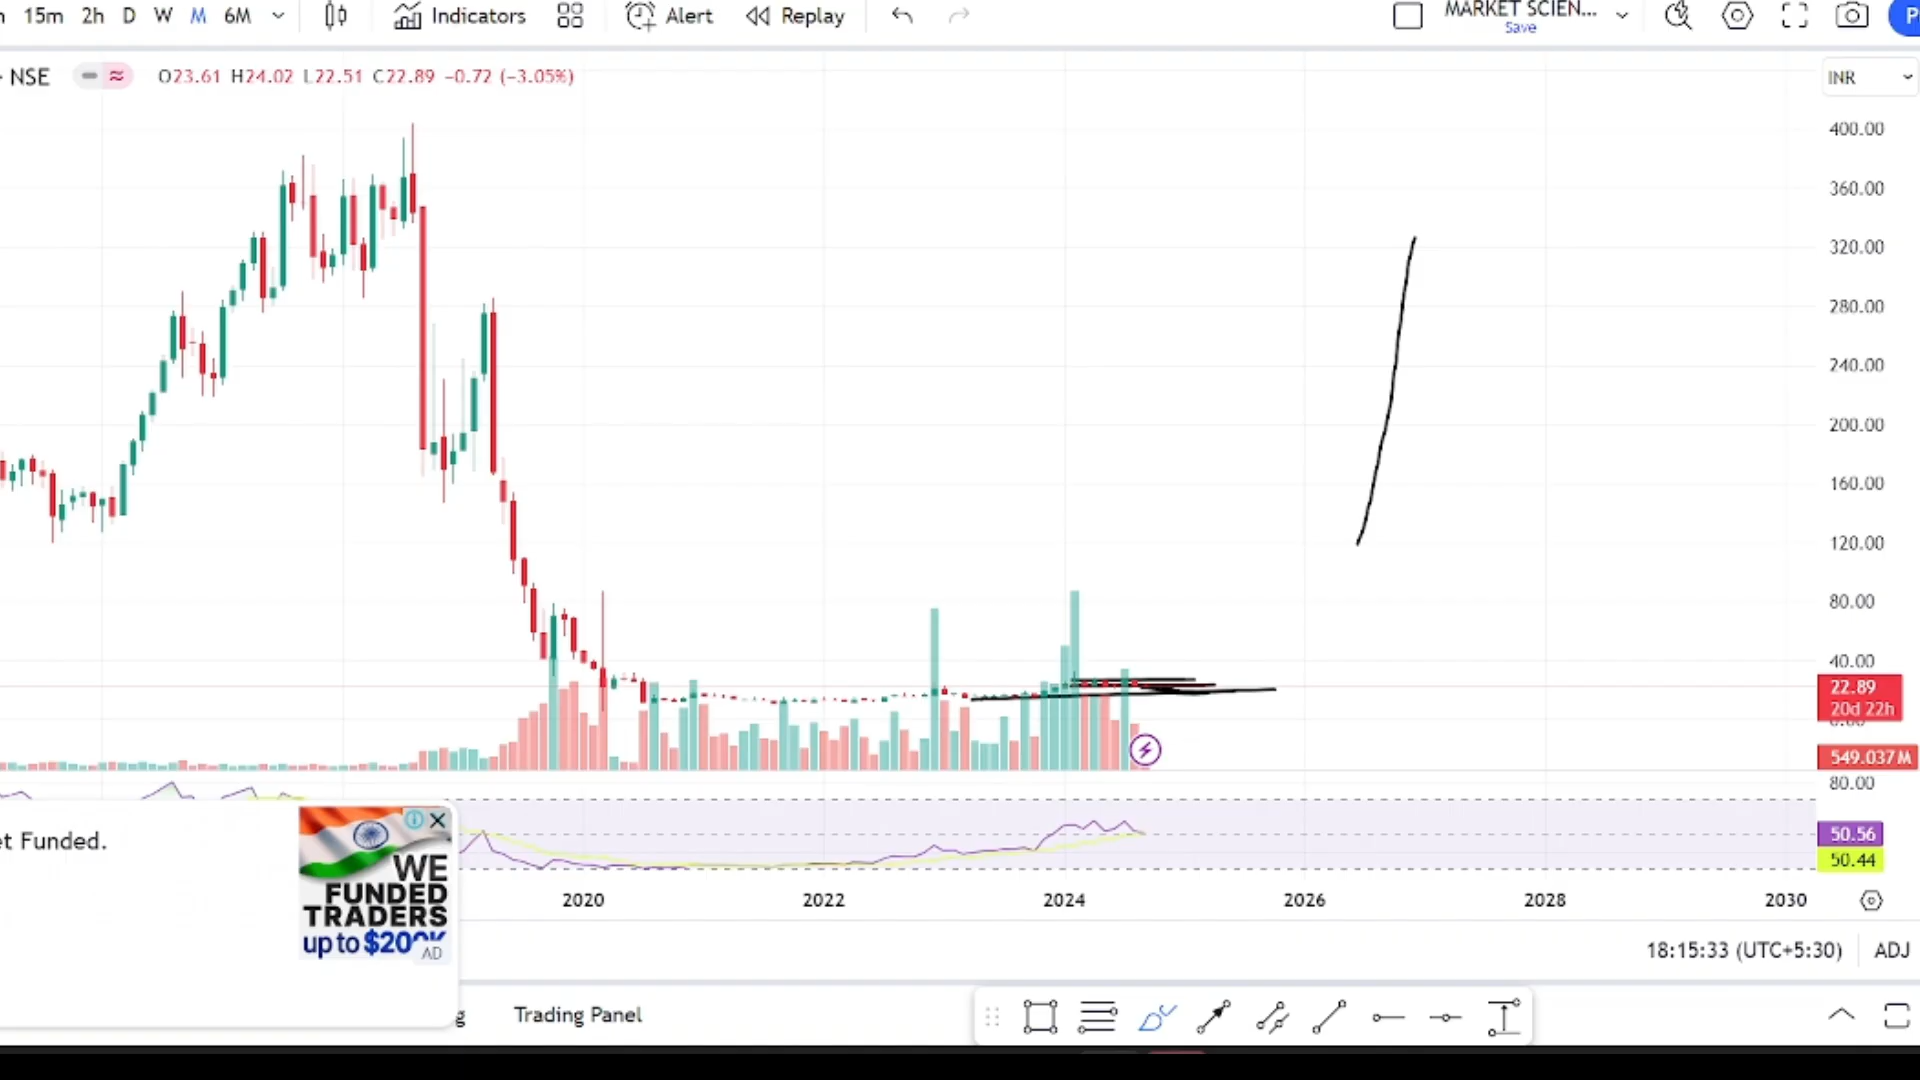 15m 2h D W M 6M Indicators Alert Replay MARKET SCIEN... Save P
· NSE O23.61 H24.02 L22.51 C22.89 −0.72 (−3.05%) INR
400.00
360.00
320.00
280.00
240.00
200.00
160.00
120.00
80.00
40.00
22.89
20d 22h
549.037M
80.00
50.56
50.44
et Funded.
WE
FUNDED
TRADERS
up to $200K
AD
2020 2022 2024 2026 2028 2030
18:15:33 (UTC+5:30) ADJ
g Trading Panel